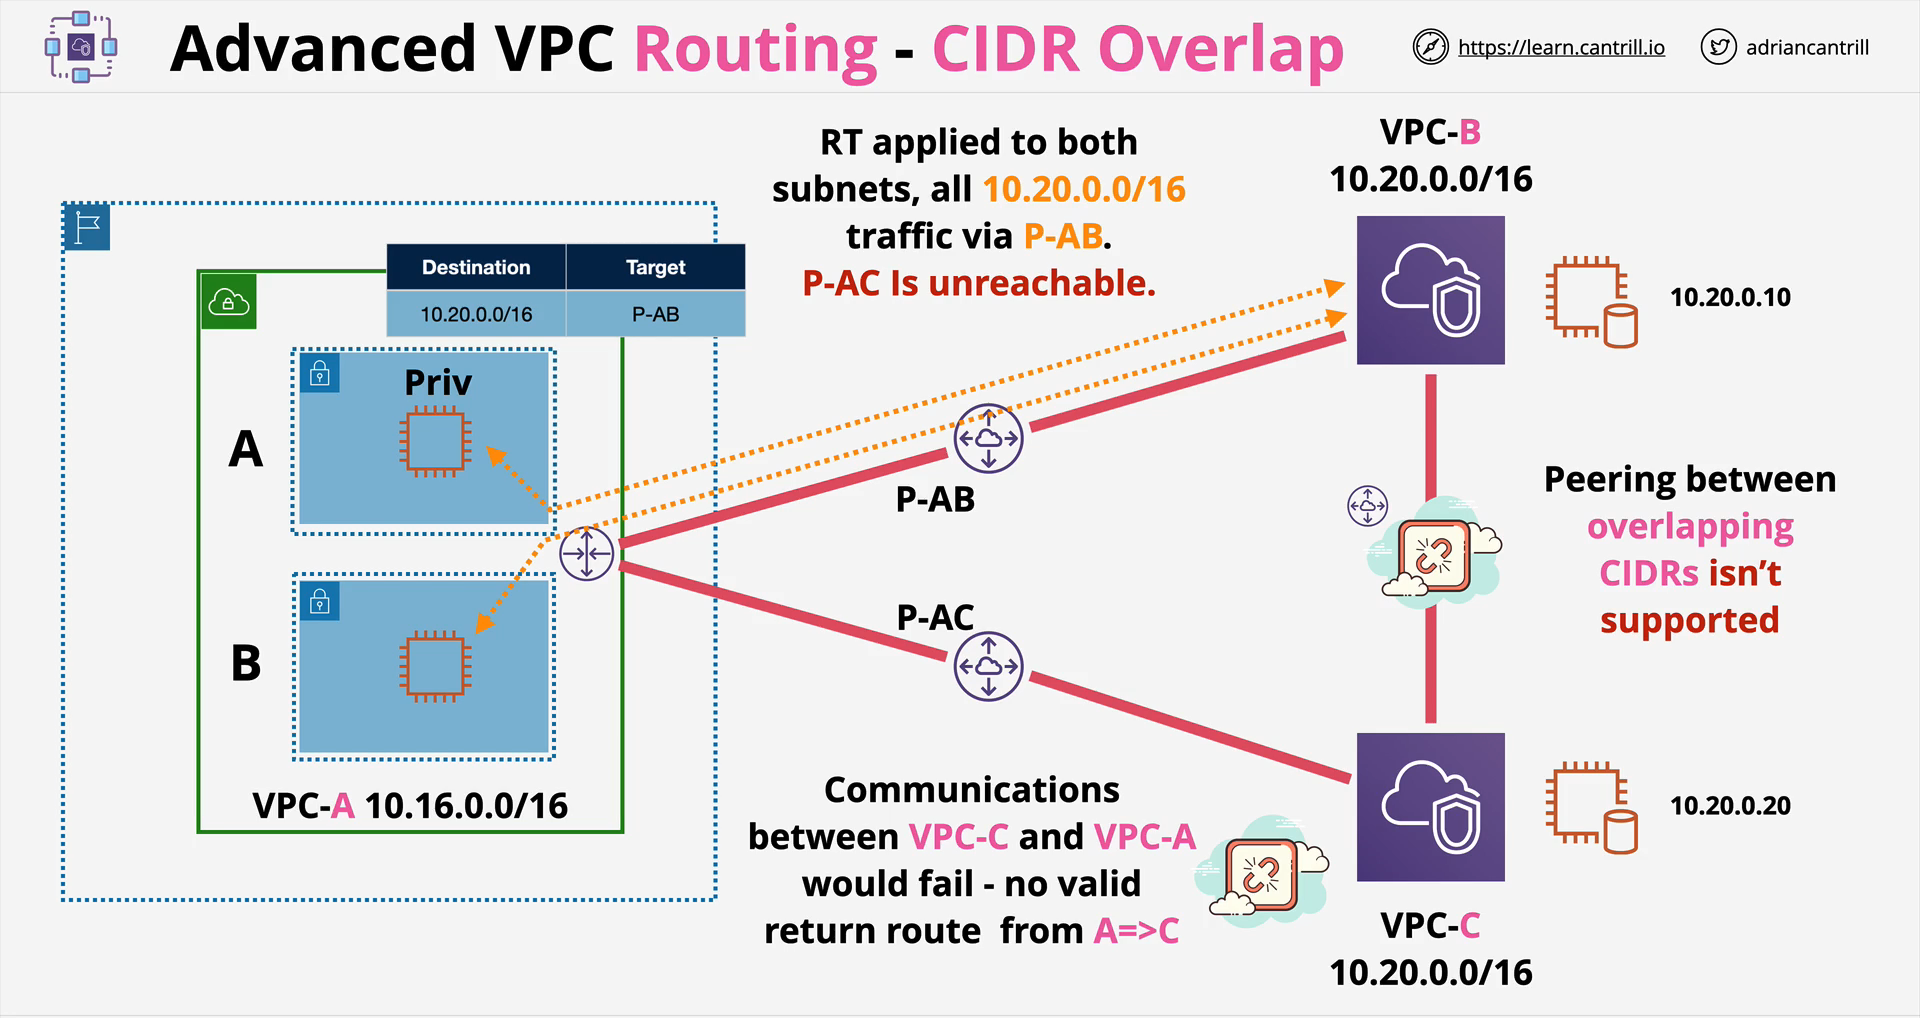 Advanced VPC Routing - CIDR Overlap
https://learn.cantrill.io
adriancantrill
RT applied to both
subnets, all 10.20.0.0/16
traffic via P-AB.
P-AC Is unreachable.
VPC-B
10.20.0.0/16
10.20.0.10
Destination Target
10.20.0.0/16 P-AB
Priv
A
B
VPC-A 10.16.0.0/16
P-AB
P-AC
Peering between
overlapping
CIDRs isn’t
supported
Communications
between VPC-C and VPC-A
would fail - no valid
return route from A=>C
10.20.0.20
VPC-C
10.20.0.0/16